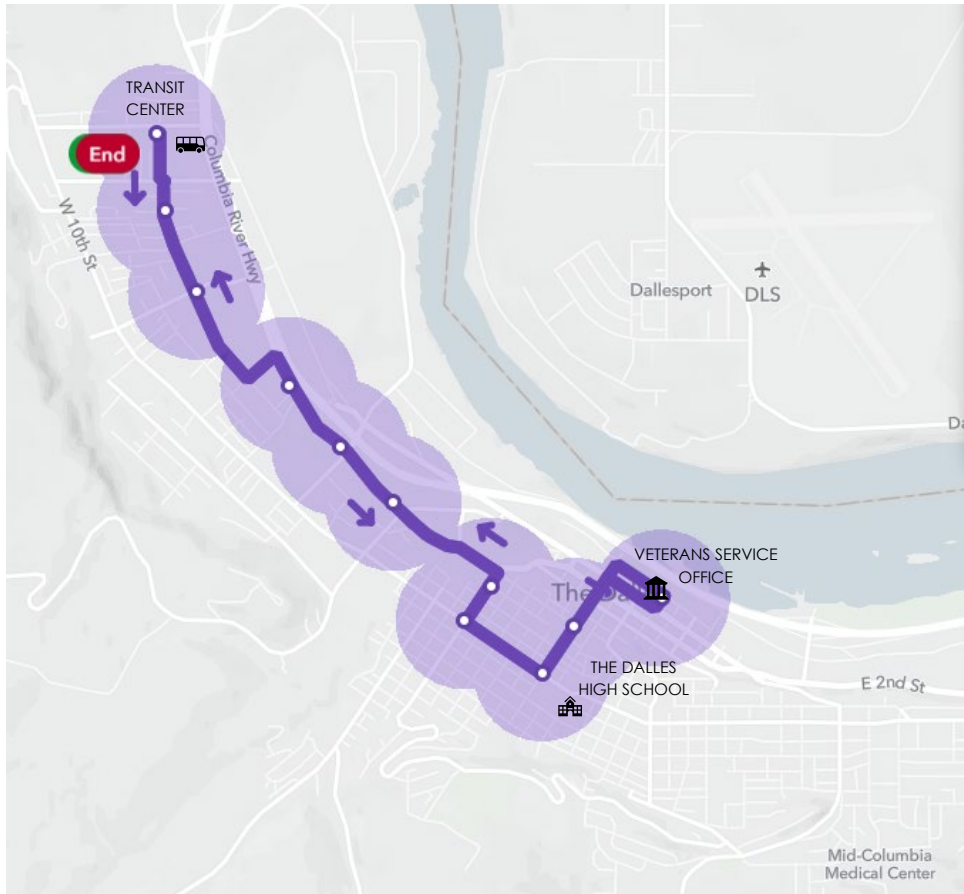 TRANSIT
CENTER
End
Columbia River Hwy
W 10th St
Dallesport
DLS
VETERANS SERVICE
OFFICE
THE DALLES
HIGH SCHOOL
E 2nd St
Mid-Columbia
Medical Center